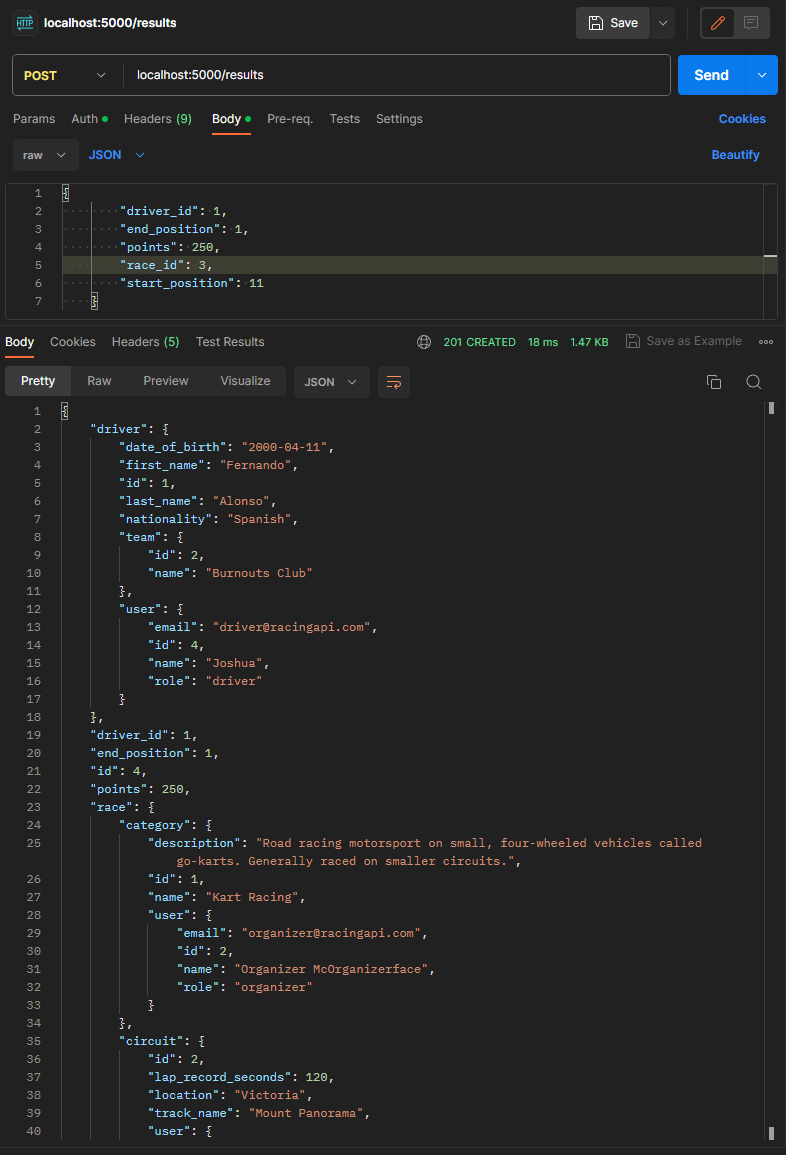 HTTP localhost:5000/results Save
POST localhost:5000/results Send
Params Auth Headers (9) Body Pre-req. Tests Settings Cookies
raw JSON Beautify
1 {
2 "driver_id": 1,
3 "end_position": 1,
4 "points": 250,
5 "race_id": 3,
6 "start_position": 11
7 }
Body Cookies Headers (5) Test Results 201 CREATED 18 ms 1.47 KB Save as Example
Pretty Raw Preview Visualize JSON
1 {
2 "driver": {
3 "date_of_birth": "2000-04-11",
4 "first_name": "Fernando",
5 "id": 1,
6 "last_name": "Alonso",
7 "nationality": "Spanish",
8 "team": {
9 "id": 2,
10 "name": "Burnouts Club"
11 },
12 "user": {
13 "email": "driver@racingapi.com",
14 "id": 4,
15 "name": "Joshua",
16 "role": "driver"
17 }
18 },
19 "driver_id": 1,
20 "end_position": 1,
21 "id": 4,
22 "points": 250,
23 "race": {
24 "category": {
25 "description": "Road racing motorsport on small, four-wheeled vehicles called
go-karts. Generally raced on smaller circuits.",
26 "id": 1,
27 "name": "Kart Racing",
28 "user": {
29 "email": "organizer@racingapi.com",
30 "id": 2,
31 "name": "Organizer McOrganizerface",
32 "role": "organizer"
33 }
34 },
35 "circuit": {
36 "id": 2,
37 "lap_record_seconds": 120,
38 "location": "Victoria",
39 "track_name": "Mount Panorama",
40 "user": {